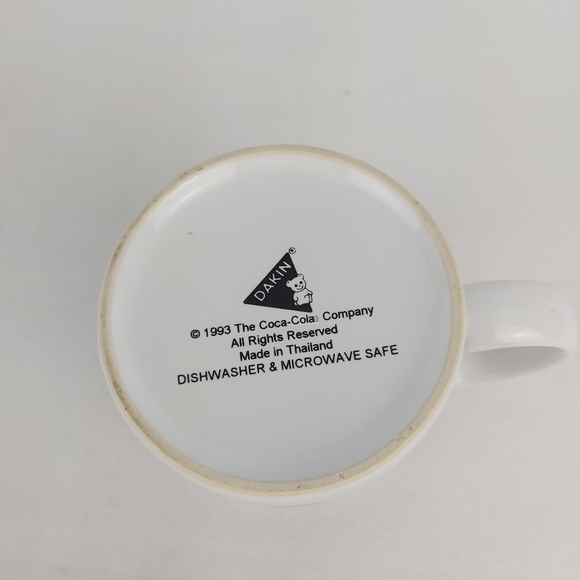 DAKIN®
© 1993 The Coca-Cola Company
All Rights Reserved
Made in Thailand
DISHWASHER & MICROWAVE SAFE